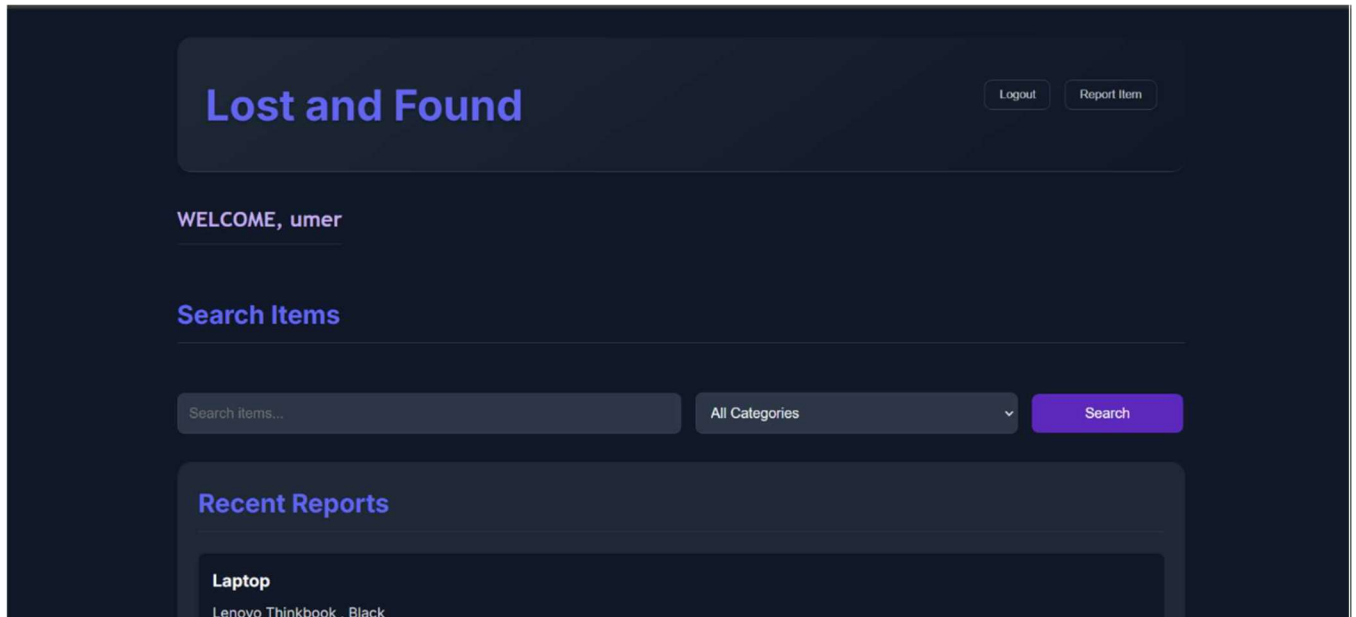 Lost and Found
Logout
Report Item
WELCOME, umer
Search Items
Search items...
All Categories
Search
Recent Reports
Laptop
Lenovo Thinkbook , Black